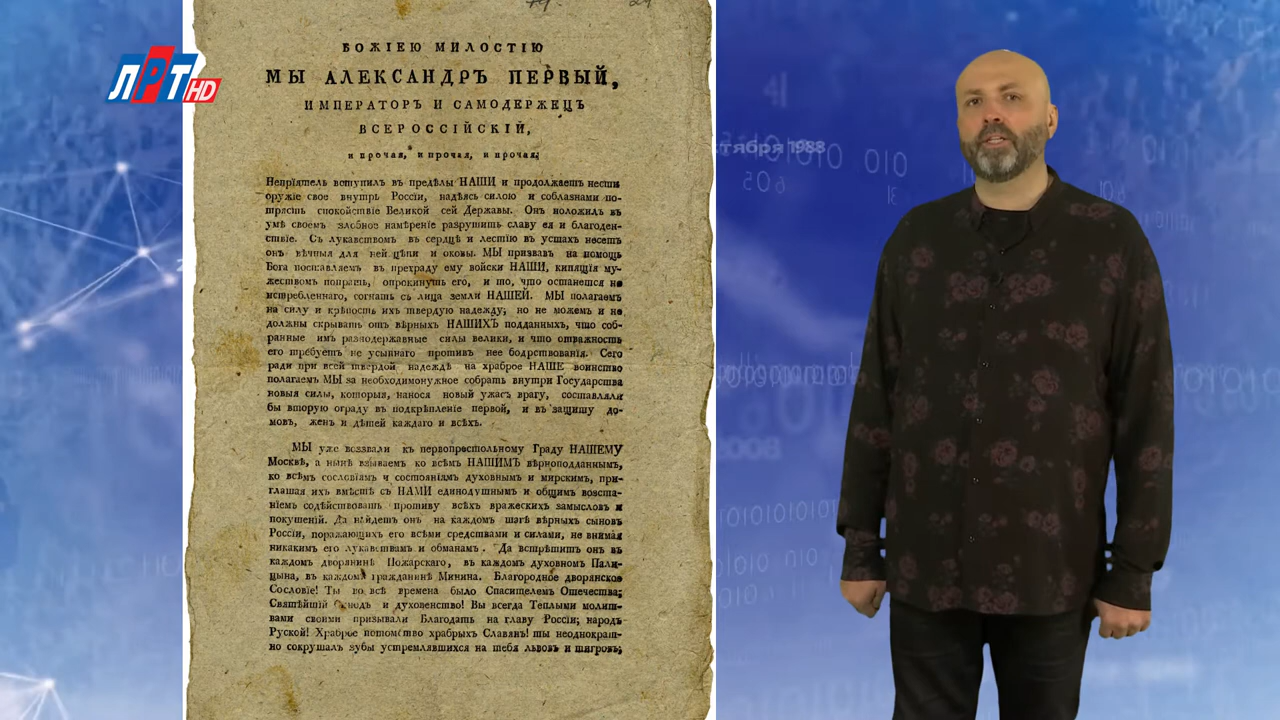 ЛРТ HD
БОЖІЕЮ МИЛОСТІЮ
МЫ АЛЕКСАНДРЪ ПЕРВЫЙ,
ИМПЕРАТОРЪ И САМОДЕРЖЕЦЪ
ВСЕРОССІЙСКІЙ,
и прочая, и прочая, и прочая;
Непріятель вступилъ въ предѣлы НАШИ и продолжаетъ нести
оружіе свое внутрь Россіи, надѣясь силою и соблазнами по-
трясть спокойствіе Великой сей Державы. Онъ положилъ въ
умѣ своемъ злобное намѣреніе разрушить славу ея и благоден-
ствіе. Съ лукавствомъ въ сердцѣ и лестію въ устахъ несетъ
онъ вѣчныя для ней цѣпи и оковы. МЫ призвавъ на помощь
Бога поставляемъ въ преграду ему войски НАШИ, кипящія му-
жествомъ попрать, опрокинуть его, и то, что останется не
истребленнаго, согнать съ лица земли НАШЕЙ. МЫ полагаемъ
на силу и крѣпость ихъ твердую надежду; но не можемъ и не
должны скрывать отъ вѣрныхъ НАШИХЪ подданныхъ, что соб-
ранные имъ разнодержавные силы велики, и что отважность
его требуетъ не усыпнаго противъ нее бодрствованія. Сего
ради при всей твердой надеждѣ на храброе НАШЕ воинство
полагаемъ МЫ за необходимонужное собрать внутри Государства
новыя силы, которыя, нанося новый ужасъ врагу, составляли
бы вторую ограду въ подкрѣпленіе первой, и въ защиту до-
мовъ, женъ и дѣтей каждаго и всѣхъ.
МЫ уже воззвали къ первопрестольному Граду НАШЕМУ
Москвѣ, а нынѣ взываемъ ко всѣмъ НАШИМЪ вѣрноподданнымъ,
ко всѣмъ сословіямъ и состояніямъ духовнымъ и мирскимъ, при-
глашая ихъ вмѣстѣ съ НАМИ единодушнымъ и общимъ возста-
ніемъ содѣйствовать противу всѣхъ вражескихъ замысловъ и
покушеній. Да найдетъ онъ на каждомъ шагѣ вѣрныхъ сыновъ
Россіи, поражающихъ его всѣми средствами и силами, не внимая
никакимъ его лукавствамъ и обманамъ. Да встрѣтитъ онъ въ
каждомъ дворянинѣ Пожарскаго, въ каждомъ духовномъ Пали-
цына, въ каждомъ гражданинѣ Минина. Благородное дворянское
Сословіе! Ты во всѣ времена было Спасителемъ Отечества;
Святѣйшій Синодъ и духовенство! Вы всегда Теплыми молит-
вами своими призывали Благодать на главу Россіи; народъ
Руской! Храброе потомство храбрыхъ Славянъ! ты неоднократ-
но сокрушалъ зубы устремлявшихся на тебя львовъ и тигровъ;
тября 1988